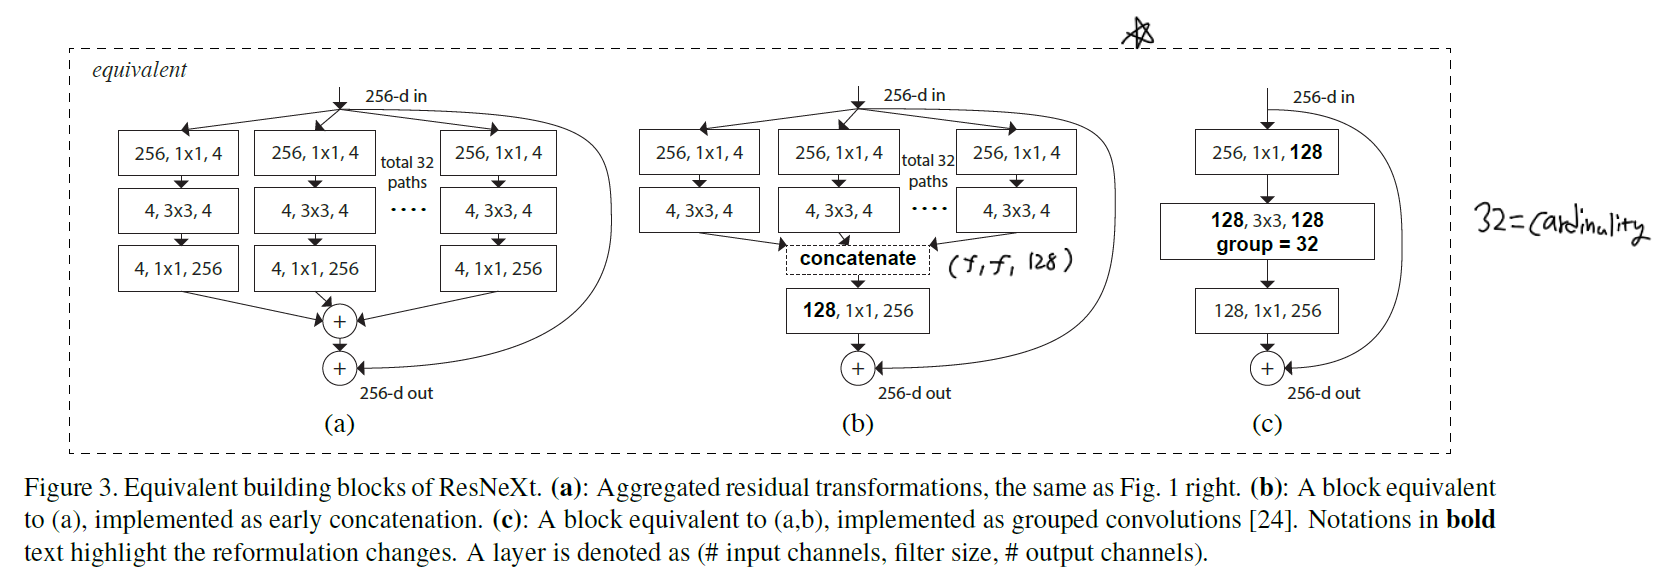 equivalent
256-d in
256, 1x1, 4
256, 1x1, 4
256, 1x1, 4
total 32
paths
4, 3x3, 4
4, 3x3, 4
....
4, 3x3, 4
4, 1x1, 256
4, 1x1, 256
4, 1x1, 256
+
+
256-d out
(a)
256-d in
256, 1x1, 4
256, 1x1, 4
256, 1x1, 4
total 32
paths
4, 3x3, 4
4, 3x3, 4
....
4, 3x3, 4
concatenate
(f, f, 128)
128, 1x1, 256
+
256-d out
(b)
256-d in
256, 1x1, 128
128, 3x3, 128
group = 32
128, 1x1, 256
+
256-d out
(c)
32=cardinality
Figure 3. Equivalent building blocks of ResNeXt. (a): Aggregated residual transformations, the same as Fig. 1 right. (b): A block equivalent
to (a), implemented as early concatenation. (c): A block equivalent to (a,b), implemented as grouped convolutions [24]. Notations in bold
text highlight the reformulation changes. A layer is denoted as (# input channels, filter size, # output channels).